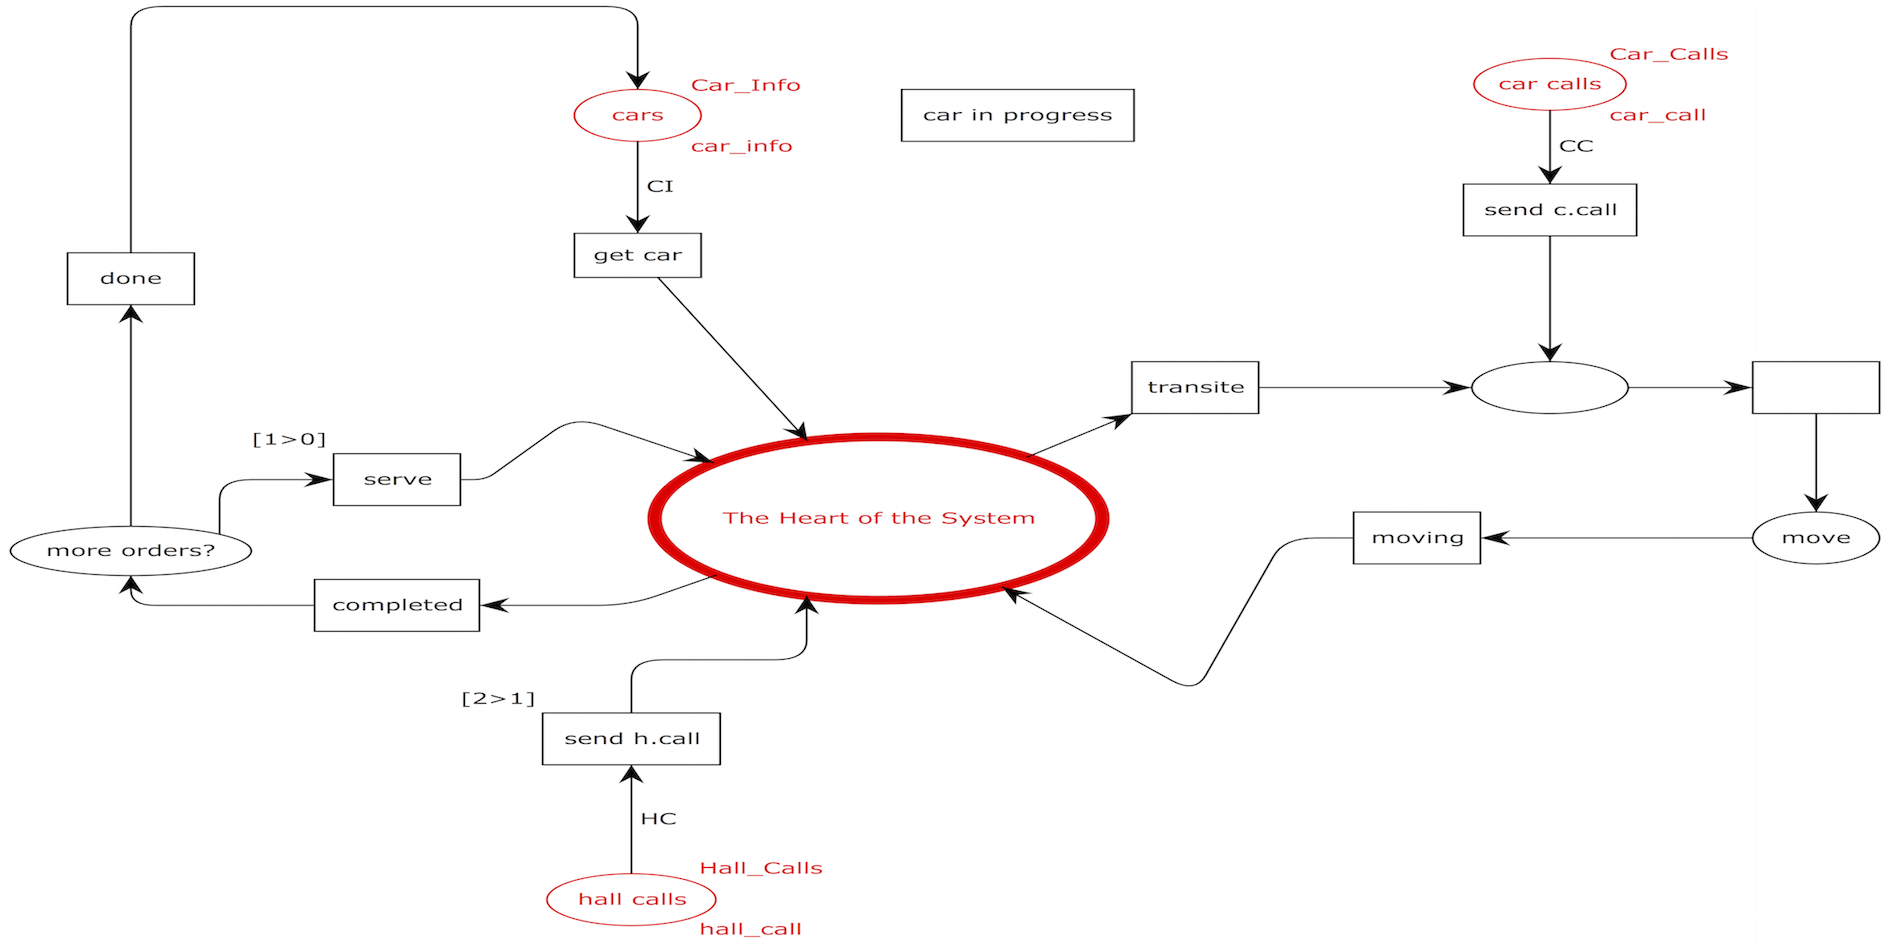 Car_Calls
car calls
Car_Info
cars
car in progress
car_call
car_info
CC
CI
send c.call
get car
done
transite
[1>0]
serve
The Heart of the System
moving
move
more orders?
completed
[2>1]
send h.call
HC
Hall_Calls
hall calls
hall_call